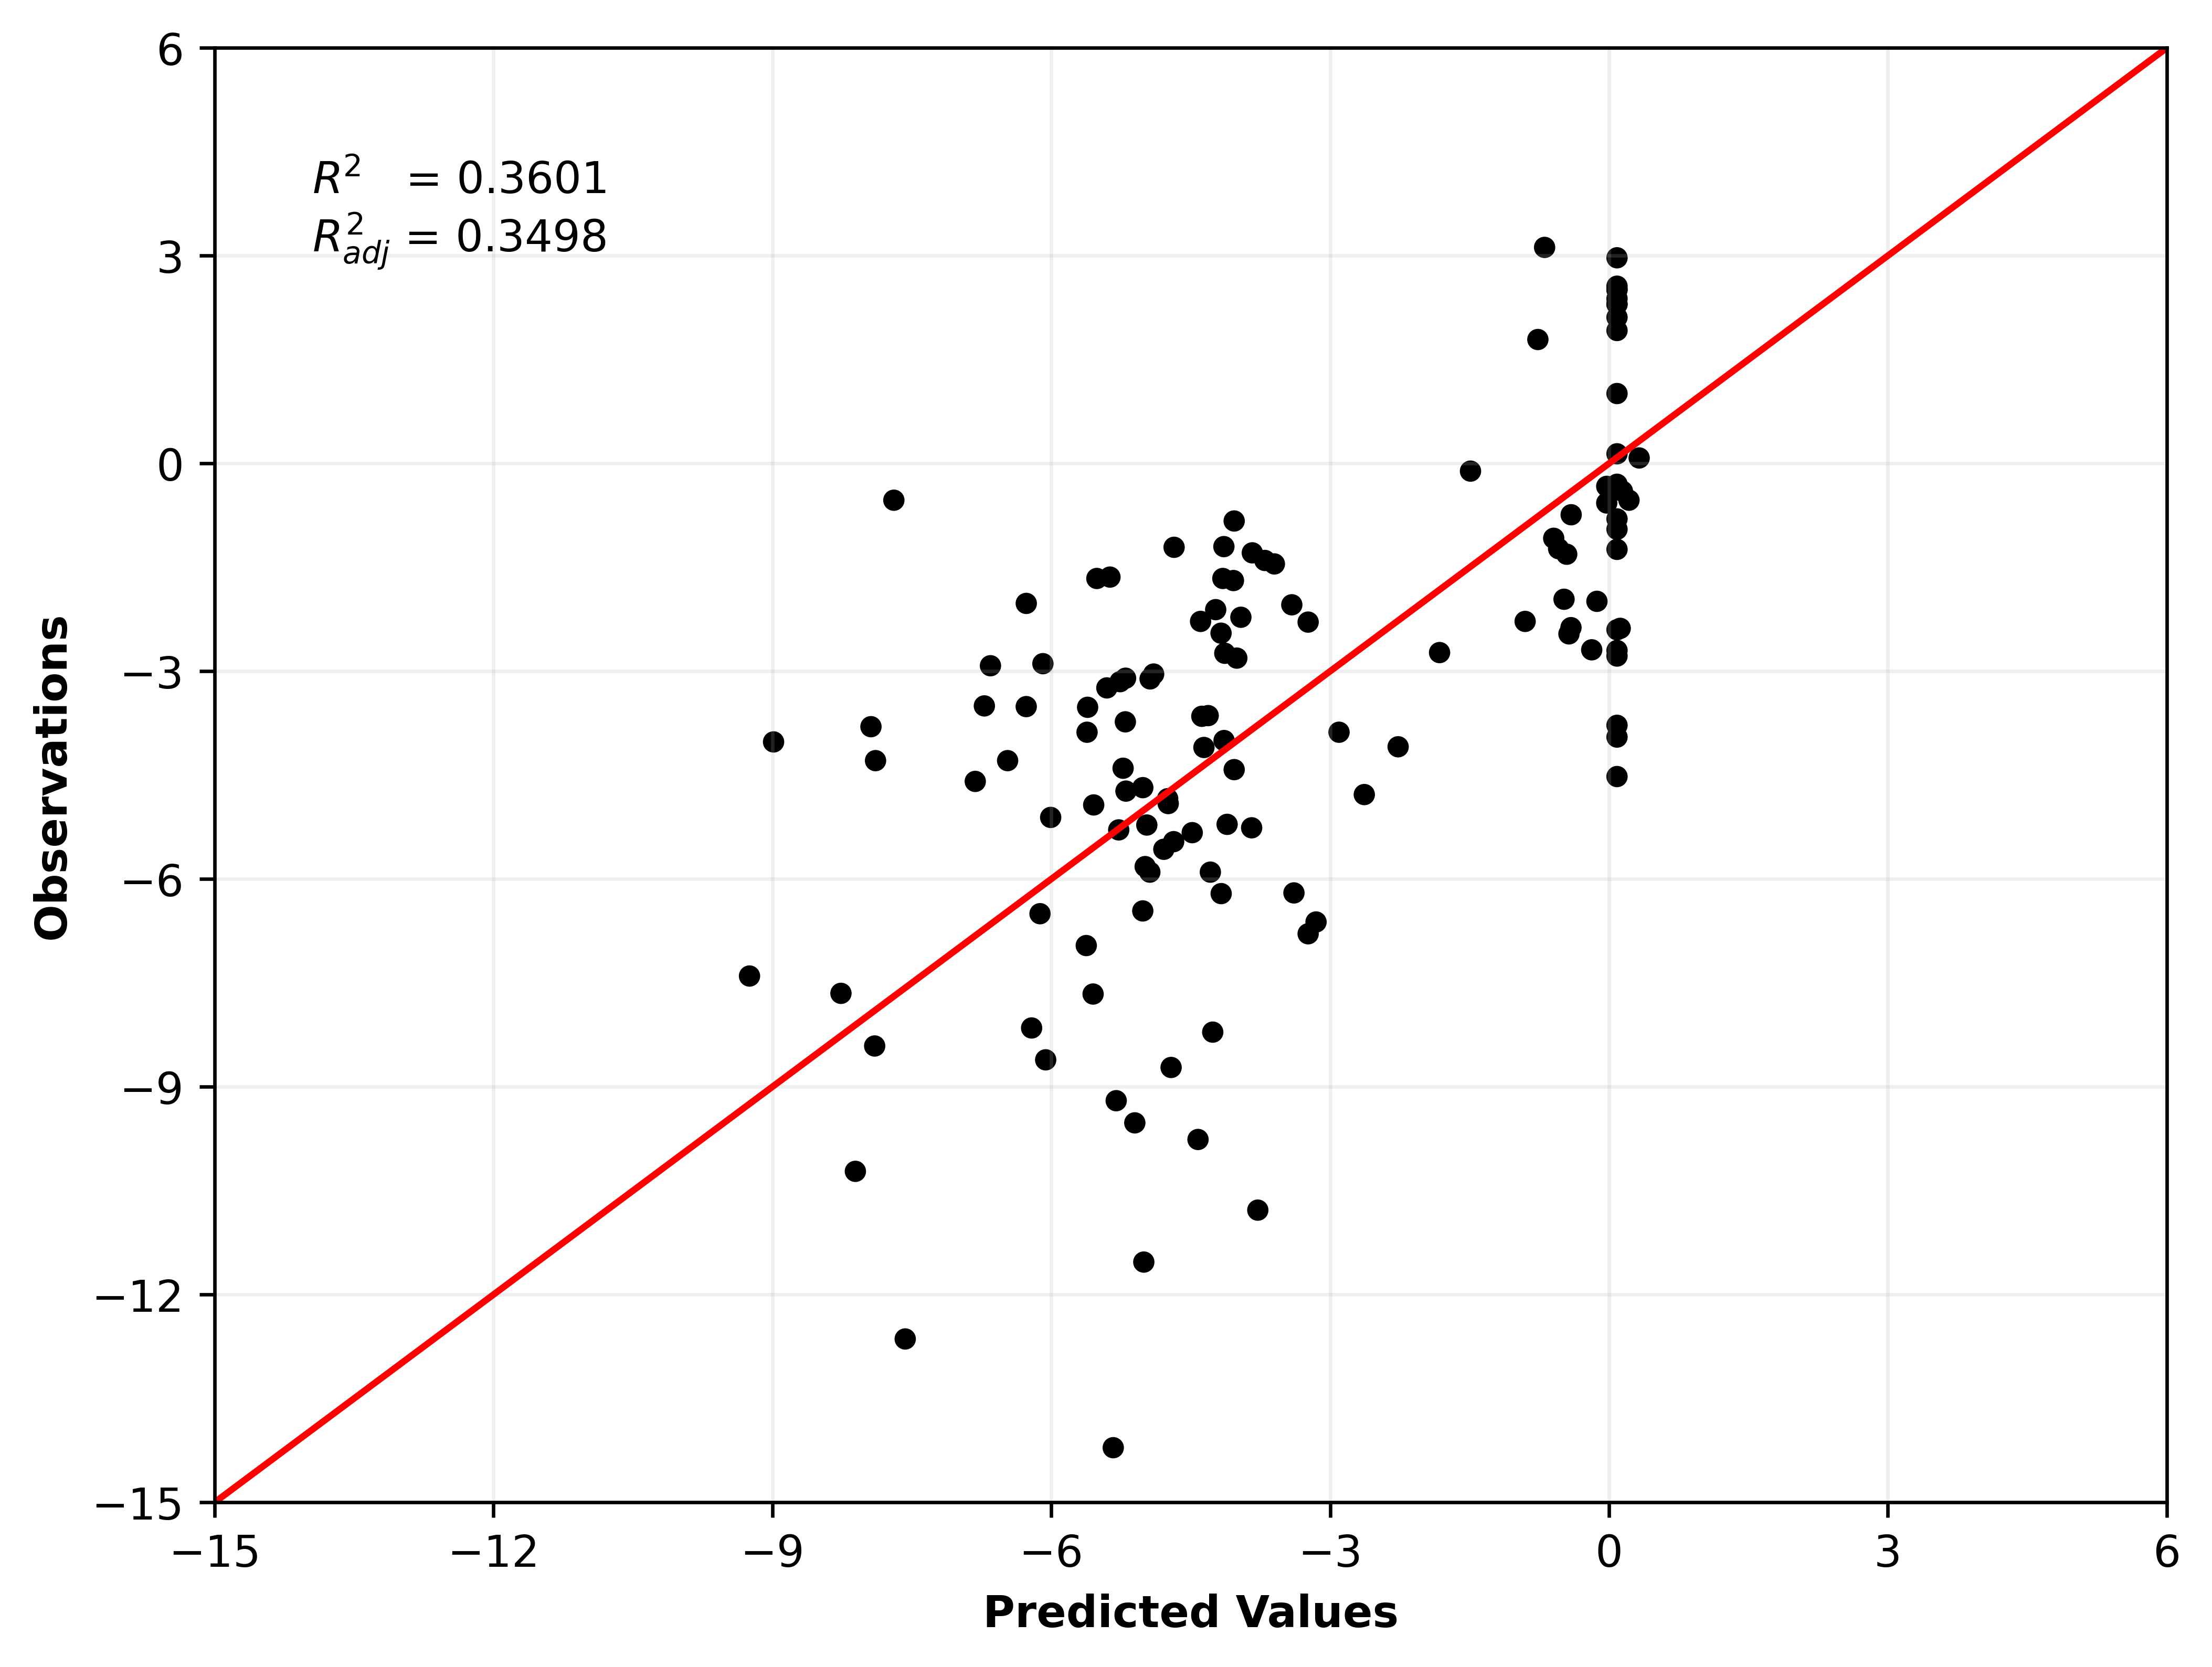 6
R² = 0.3601
R²adj = 0.3498
3
0
−3
−6
−9
−12
−15
Observations
−15 −12 −9 −6 −3 0 3 6
Predicted Values